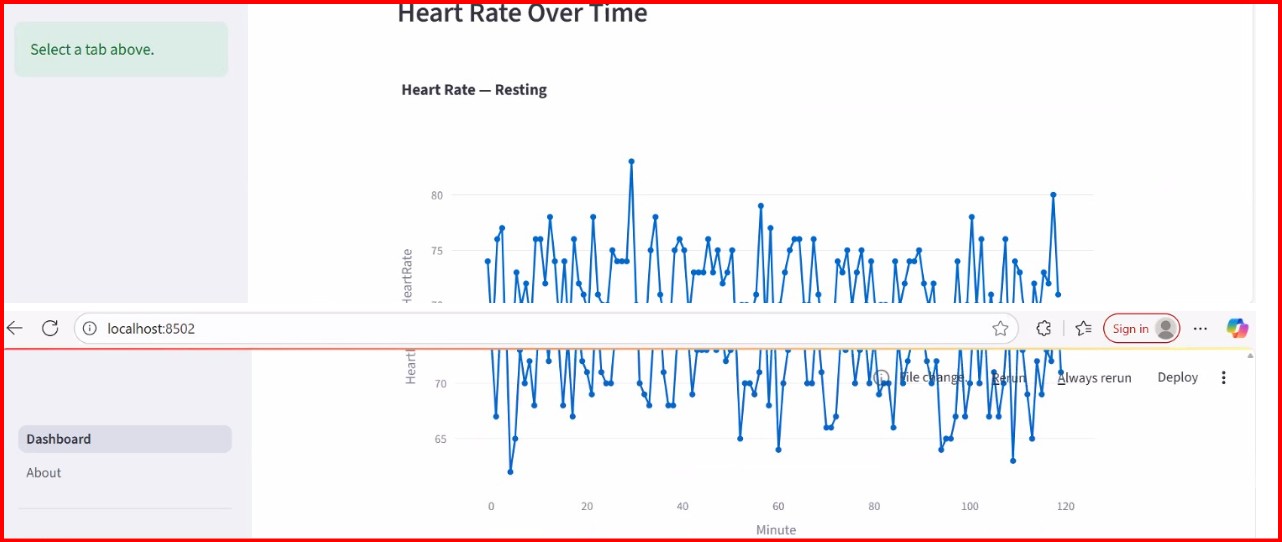 Heart Rate Over Time
Select a tab above.
Heart Rate — Resting
80
75
HeartRate
localhost:8502
Sign in
File change. Rerun Always rerun Deploy
70
65
Dashboard
About
0 20 40 60 80 100 120
Minute